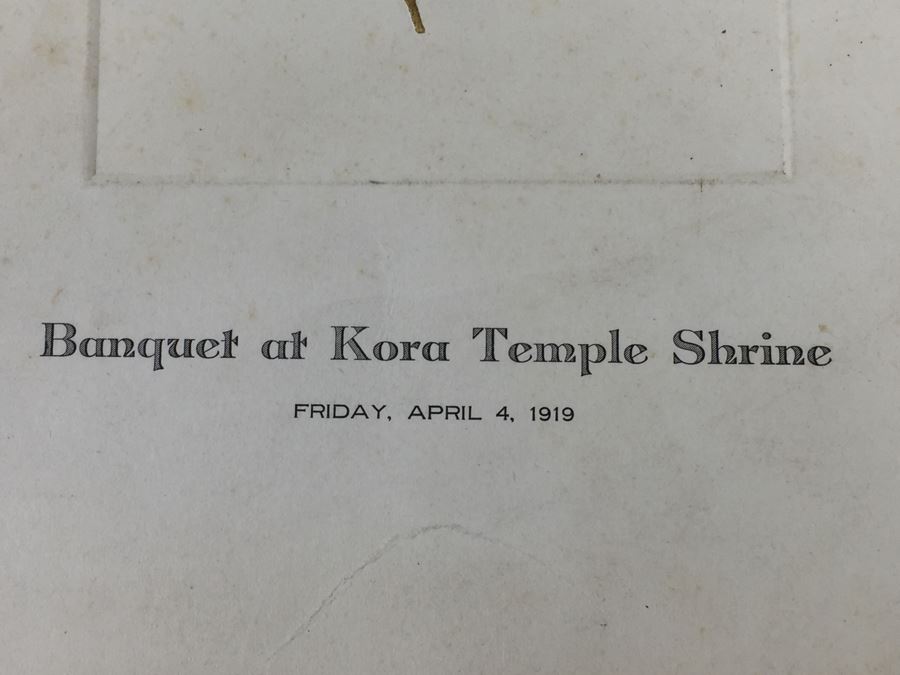 Banquet at Kora Temple Shrine
FRIDAY, APRIL 4, 1919